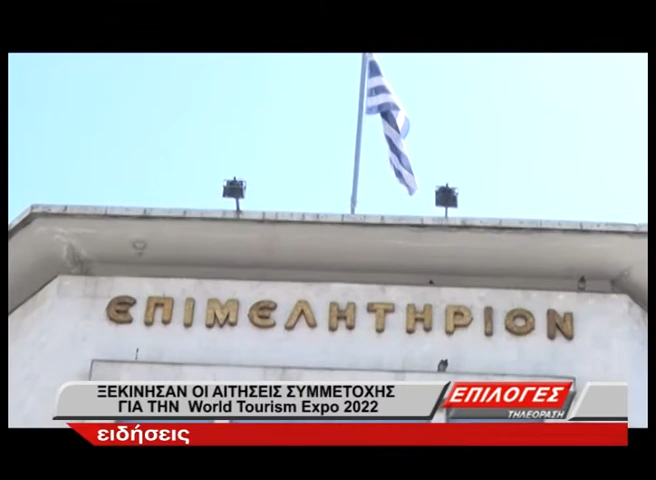 ΕΠΙΜΕΛΗΤΗΡΙΟΝ
ΞΕΚΙΝΗΣΑΝ ΟΙ ΑΙΤΗΣΕΙΣ ΣΥΜΜΕΤΟΧΗΣ
ΓΙΑ ΤΗΝ World Tourism Expo 2022
ΕΠΙΛΟΓΕΣ
ΤΗΛΕΟΡΑΣΗ
ειδήσεις